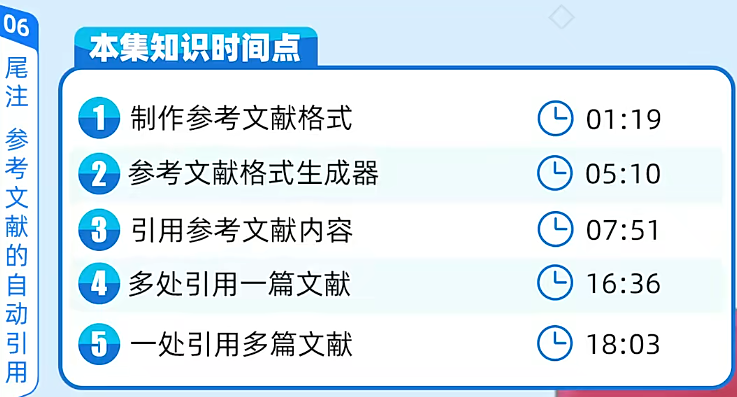 06
尾注 参考文献的自动引用
本集知识时间点
1 制作参考文献格式 01:19
2 参考文献格式生成器 05:10
3 引用参考文献内容 07:51
4 多处引用一篇文献 16:36
5 一处引用多篇文献 18:03